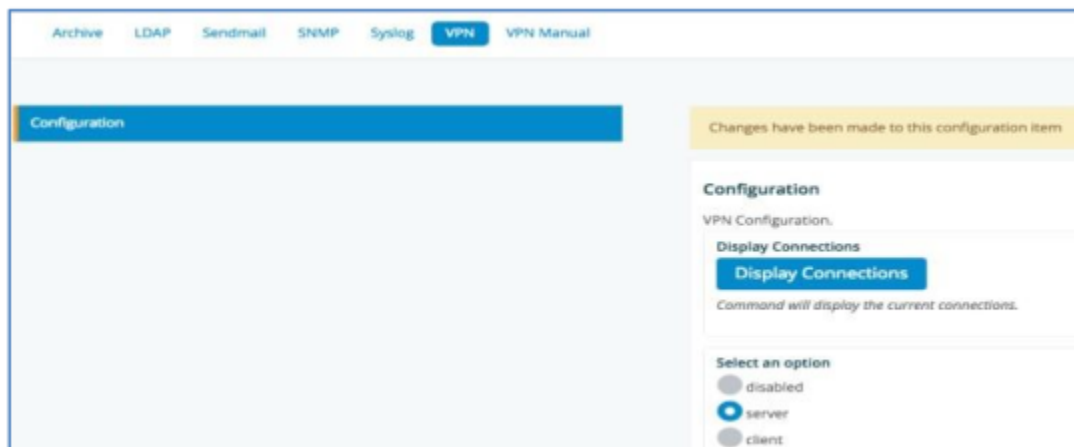 Archive LDAP Sendmail SNMP Syslog VPN VPN Manual
Configuration
Changes have been made to this configuration item
Configuration
VPN Configuration.
Display Connections
Display Connections
Command will display the current connections.
Select an option
disabled
server
client